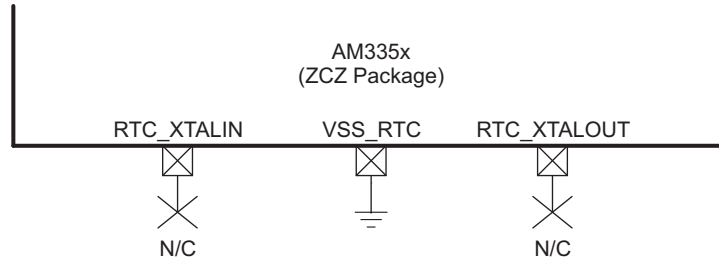 AM335x
(ZCZ Package)
RTC_XTALIN VSS_RTC RTC_XTALOUT
N/C N/C